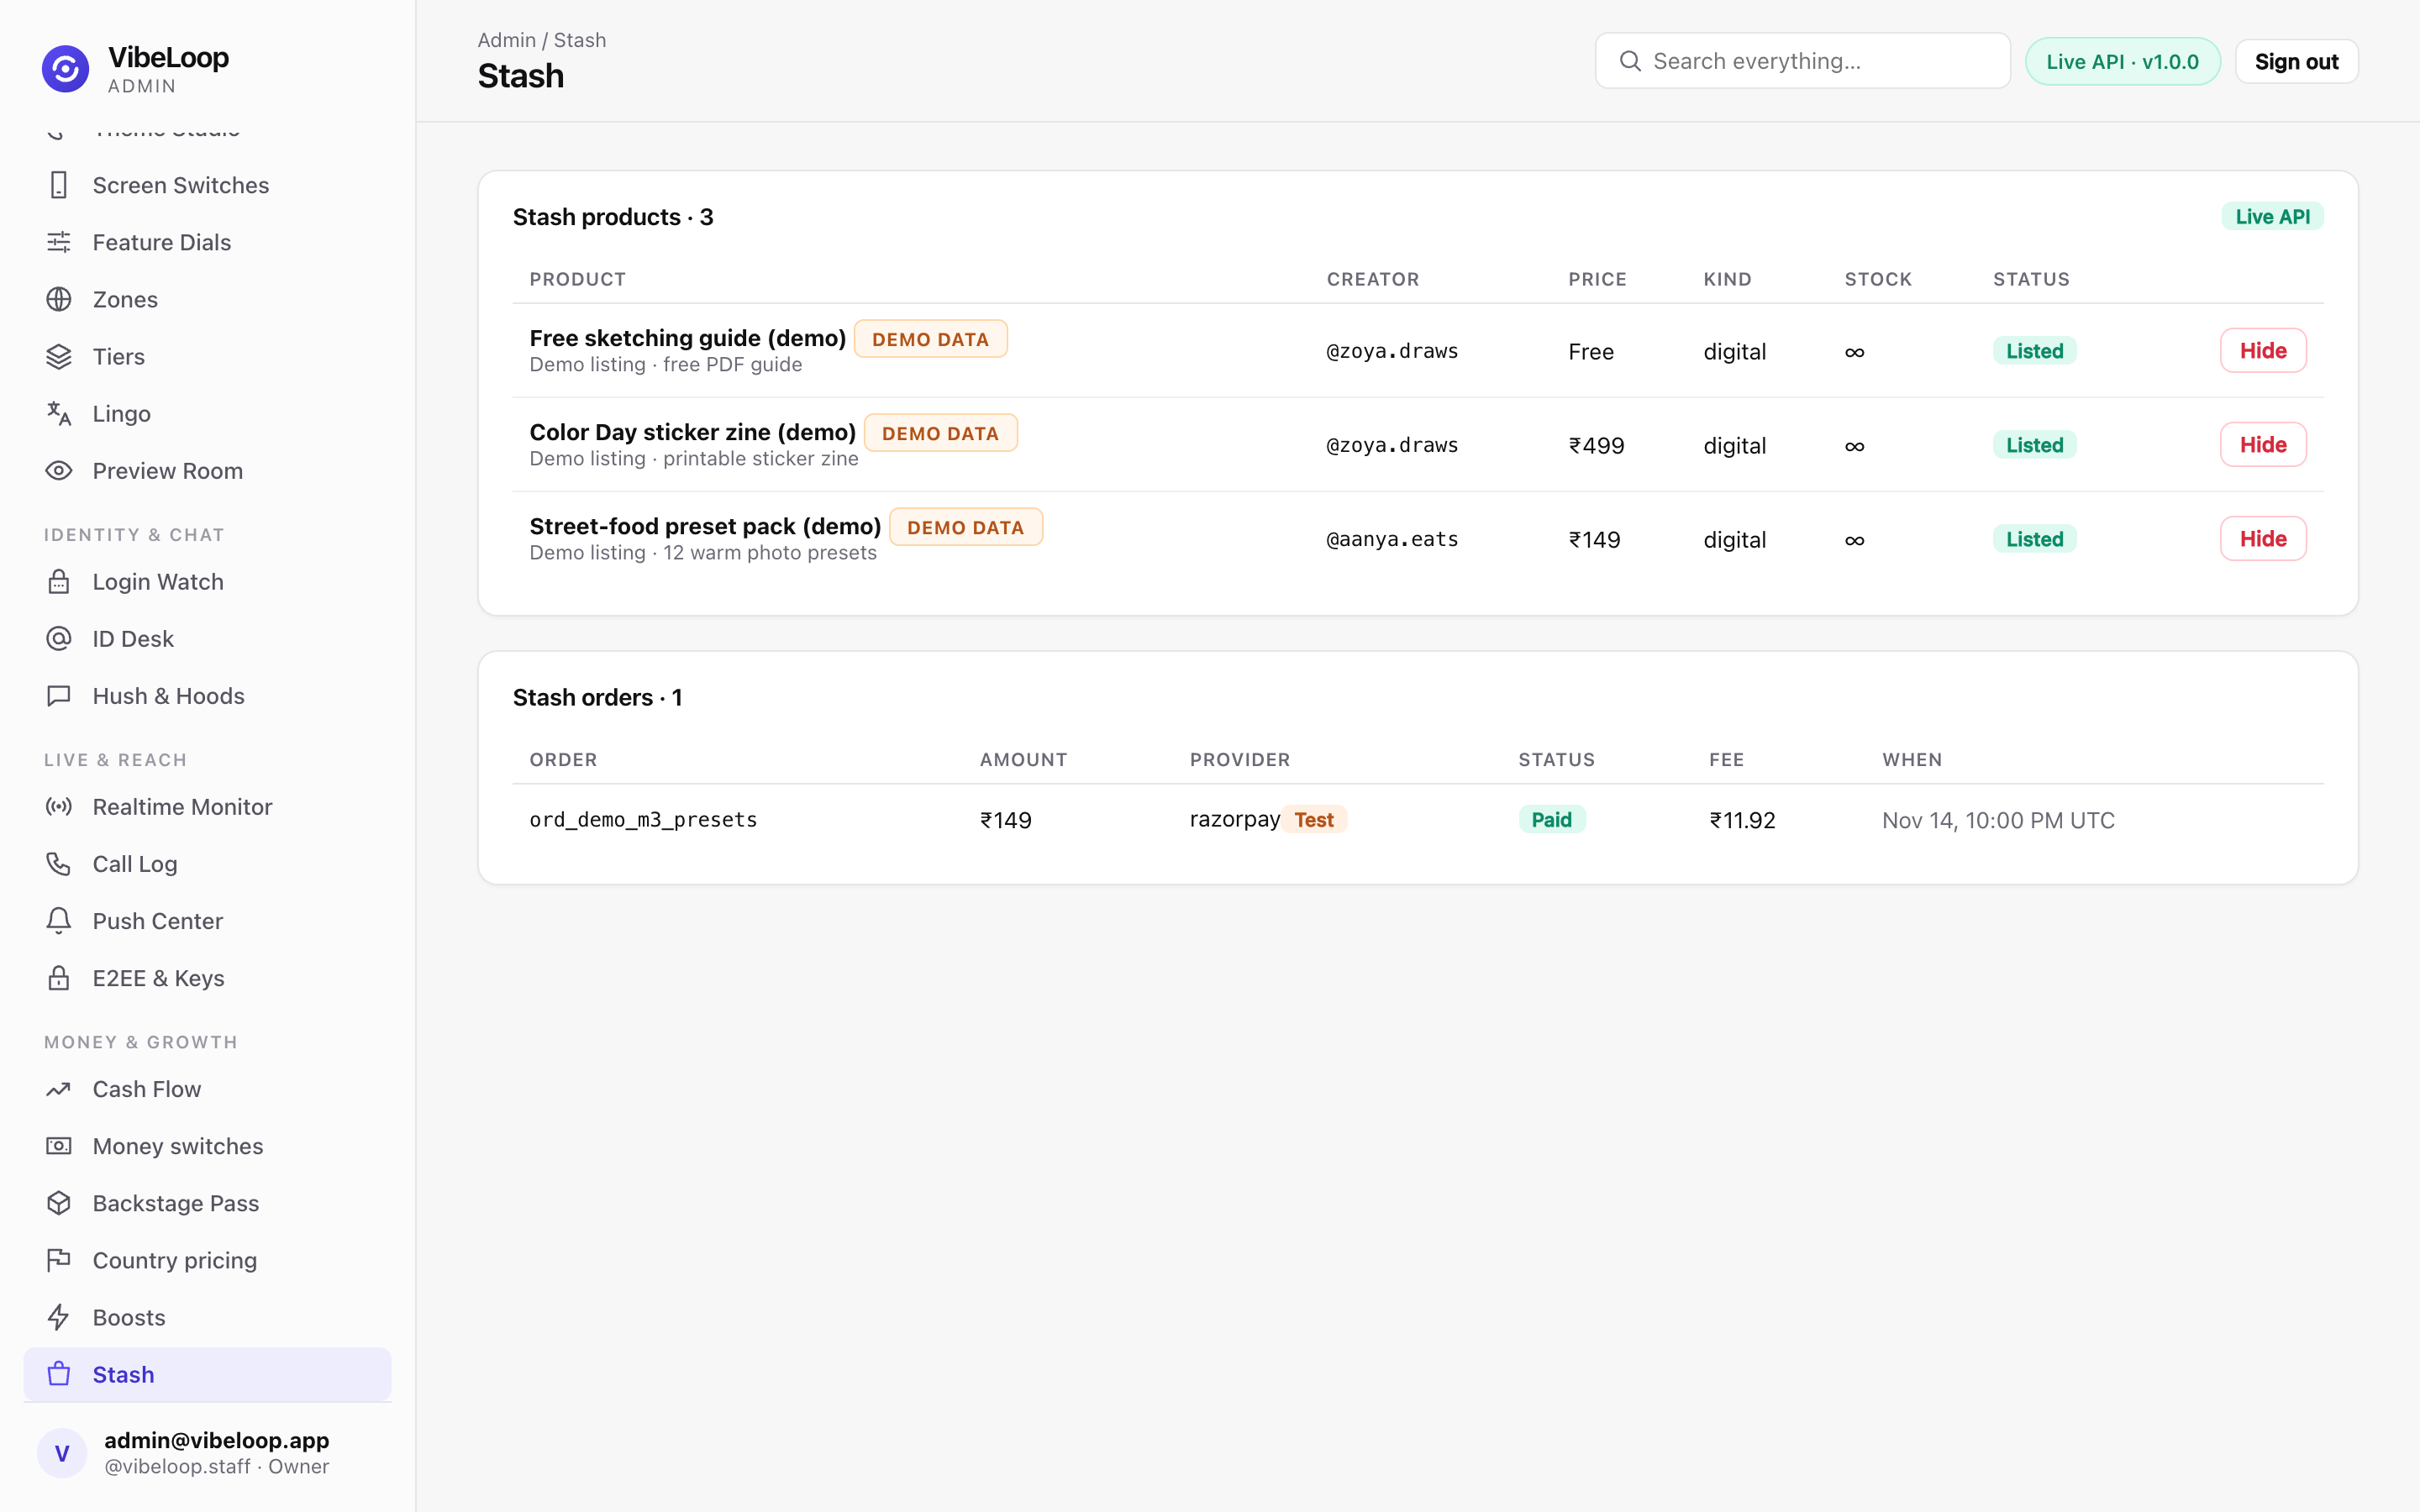 VibeLoop
ADMIN
Theme Studio
Screen Switches
Feature Dials
Zones
Tiers
Lingo
Preview Room
IDENTITY & CHAT
Login Watch
ID Desk
Hush & Hoods
LIVE & REACH
Realtime Monitor
Call Log
Push Center
E2EE & Keys
MONEY & GROWTH
Cash Flow
Money switches
Backstage Pass
Country pricing
Boosts
Stash
V
admin@vibeloop.app
@vibeloop.staff · Owner
Admin / Stash
Stash
Search everything...
Live API · v1.0.0
Sign out
Stash products · 3
Live API
PRODUCT CREATOR PRICE KIND STOCK STATUS
Free sketching guide (demo) DEMO DATA @zoya.draws Free digital ∞ Listed Hide
Demo listing · free PDF guide
Color Day sticker zine (demo) DEMO DATA @zoya.draws ₹499 digital ∞ Listed Hide
Demo listing · printable sticker zine
Street-food preset pack (demo) DEMO DATA @aanya.eats ₹149 digital ∞ Listed Hide
Demo listing · 12 warm photo presets
Stash orders · 1
ORDER AMOUNT PROVIDER STATUS FEE WHEN
ord_demo_m3_presets ₹149 razorpay Test Paid ₹11.92 Nov 14, 10:00 PM UTC